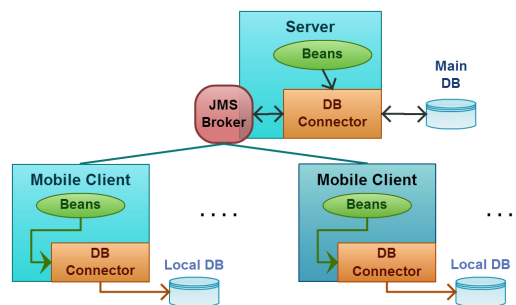 Server
Beans
Main
DB
JMS
Broker
DB
Connector
Mobile Client
Beans
DB
Connector
Local DB
. . . .
Mobile Client
Beans
DB
Connector
Local DB
. . .